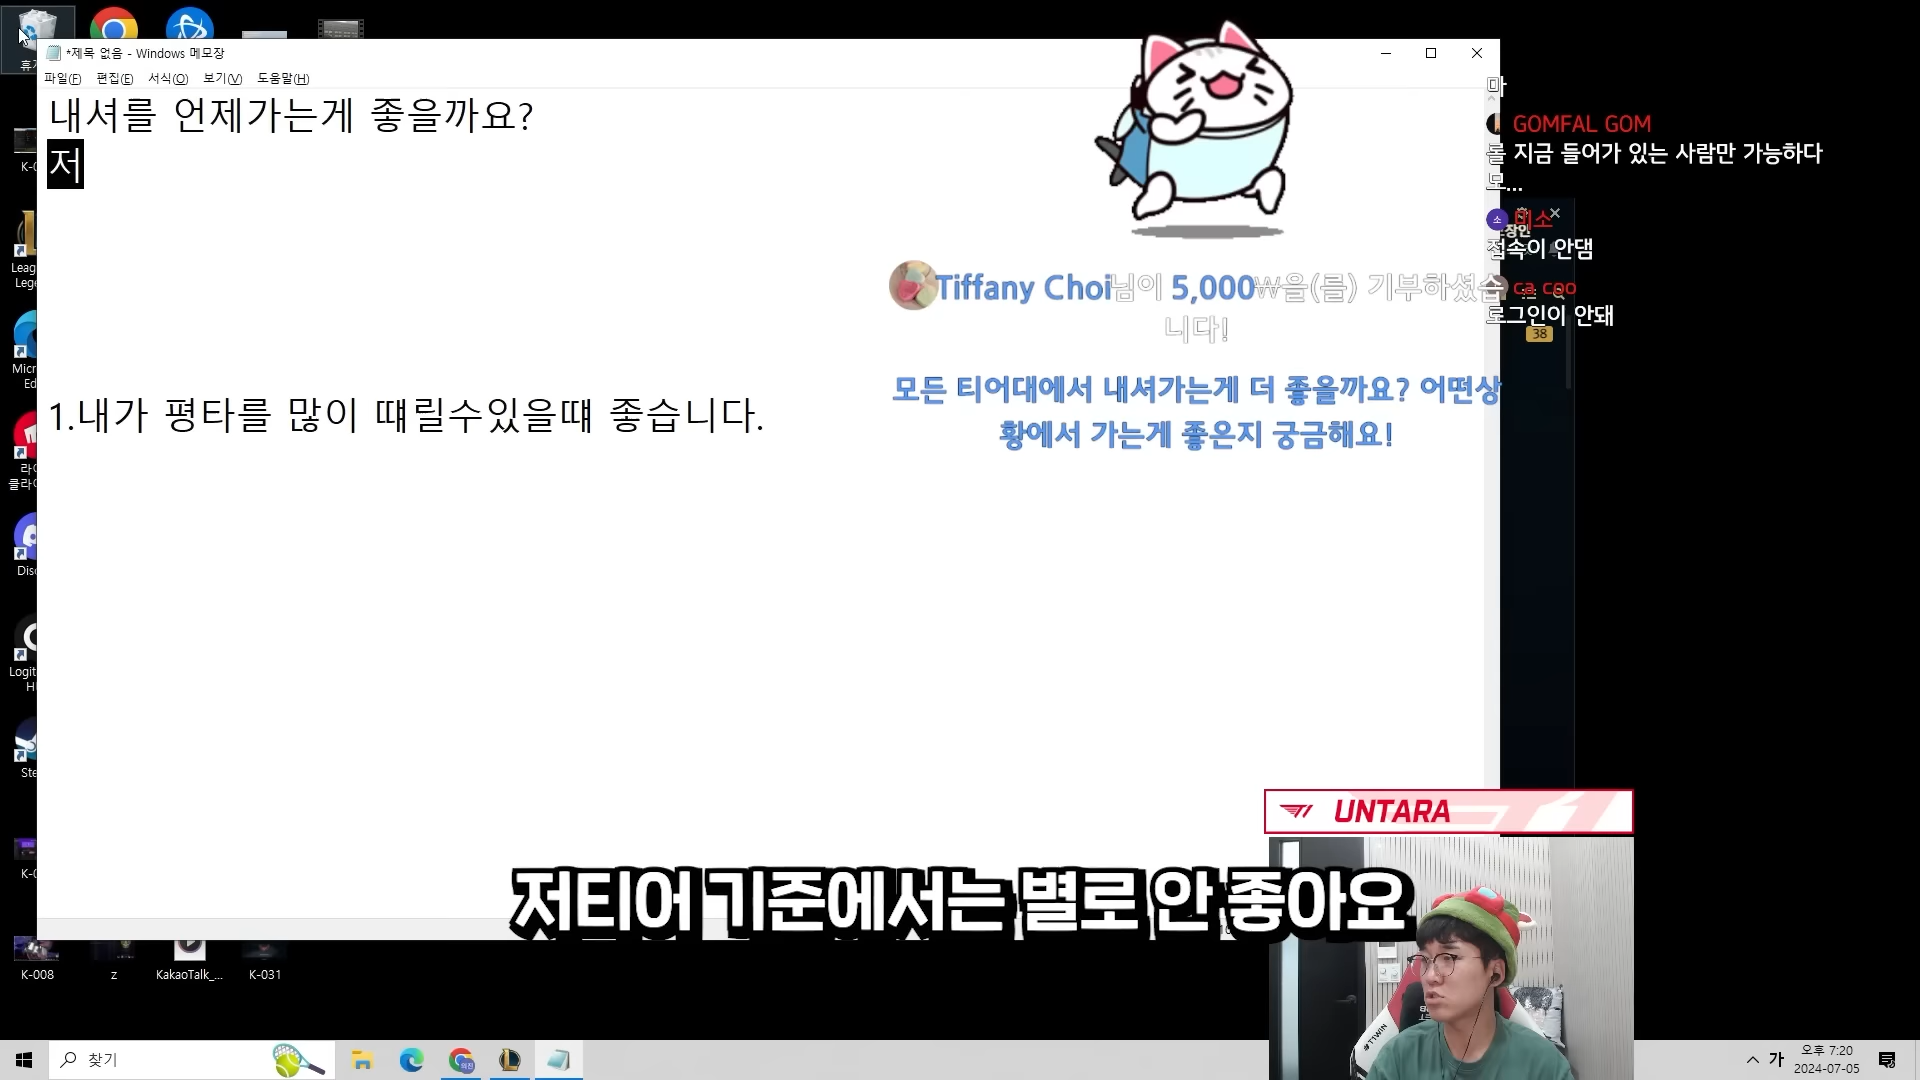 *제목 없음 - Windows 메모장
파일(F) 편집(E) 서식(O) 보기(V) 도움말(H)
내셔를 언제가는게 좋을까요?
저
1.내가 평타를 많이 떄릴수있을떄 좋습니다.
Tiffany Choi님이 5,000₩을(를) 기부하셨습
니다!
모든 티어대에서 내셔가는게 더 좋을까요? 어떤상
황에서 가는게 좋은지 궁금해요!
GOMFAL GOM
롤 지금 들어가 있는 사람만 가능하다
모...
미소
접속이 안댐
ca coo
로그인이 안돼
38
UNTARA
저티어 기준에서는 별로 안 좋아요
K-008
z
KakaoTalk_...
K-031
찾기
가
오후 7:20
2024-07-05